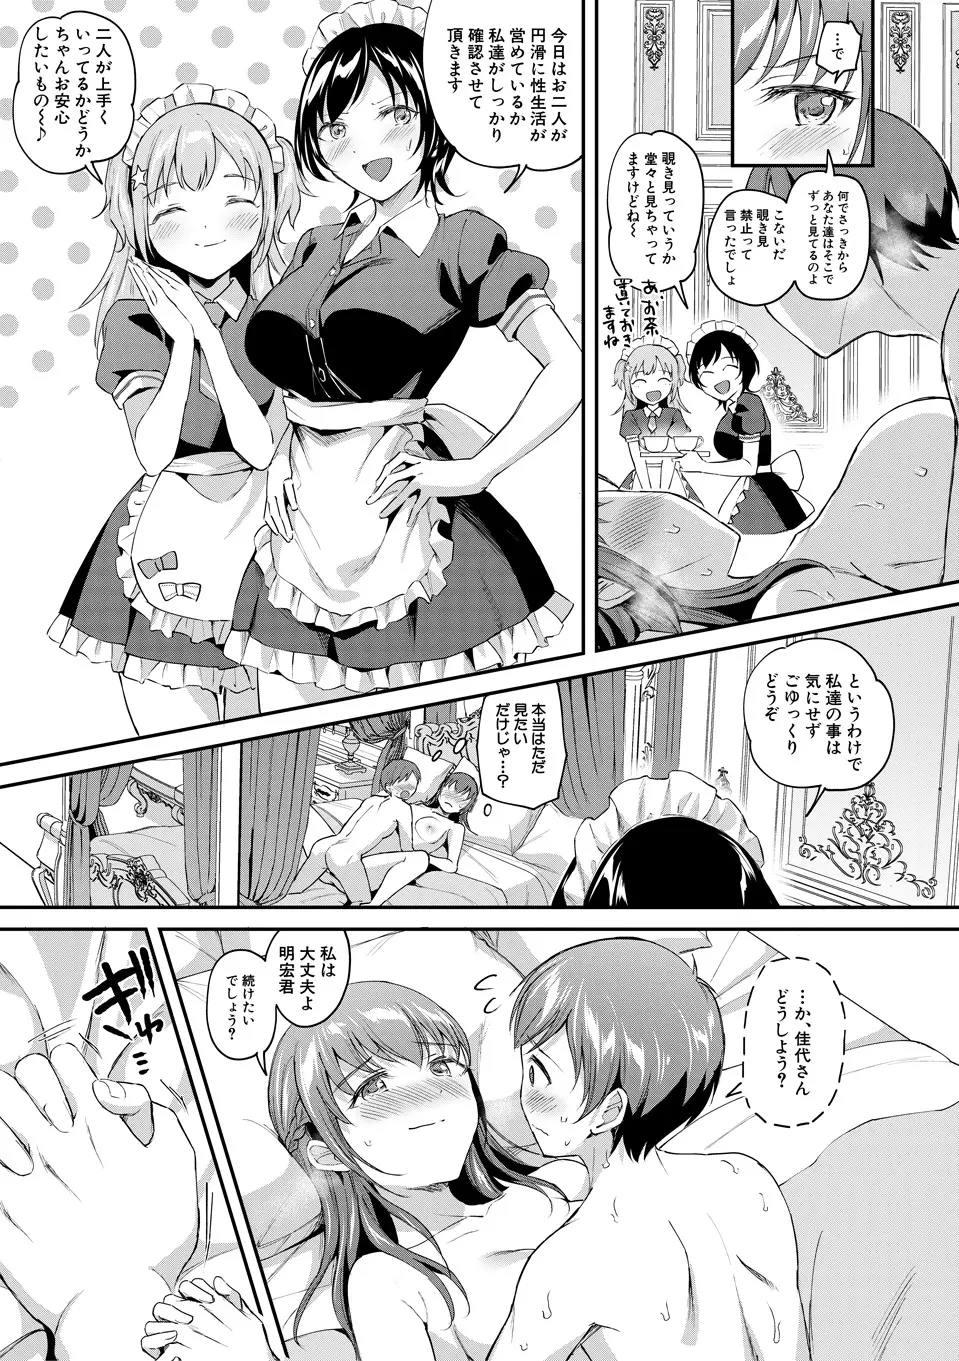 …で
何でさっきから
あなた達はそこで
ずっと見てるのよ
こないだ
覗き見
禁止って
言ったでしょ
覗き見っていうか
堂々と見ちゃって
ますけどね〜
あ、お茶
置いておき
ますね
今日はお二人が
円滑に性生活が
営めているか
私達がしっかり
確認させて
頂きます
二人が上手く
いってるかどうか
ちゃんお安心
したいもの〜♪
というわけで
私達の事は
気にせず
ごゆっくり
どうぞ
本当はただ
見たい
だけじゃ…?
…か、佳代さん
どうしよう?
私は
大丈夫よ
明宏君
続けたい
でしょう?
ギュ